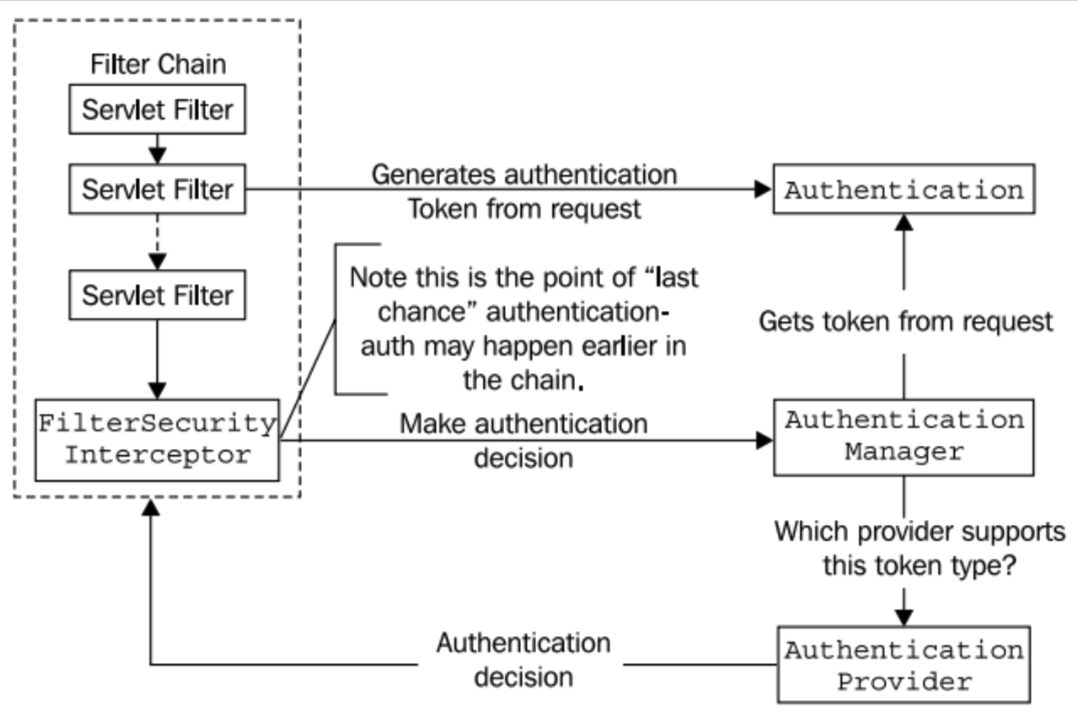 Filter Chain
Servlet Filter
Servlet Filter
Generates authentication
Token from request
Authentication
Servlet Filter
Note this is the point of “last
chance” authentication-
auth may happen earlier in
the chain.
Gets token from request
FilterSecurity
Interceptor
Make authentication
decision
Authentication
Manager
Which provider supports
this token type?
Authentication
decision
Authentication
Provider